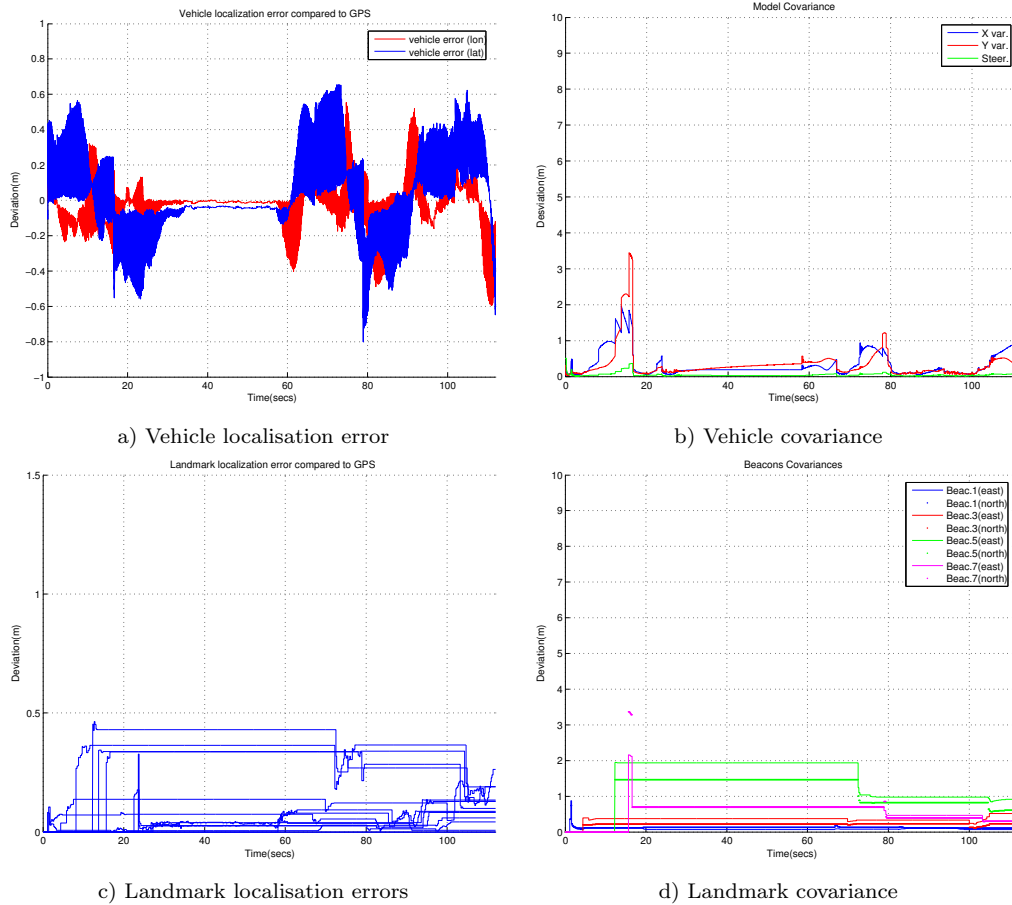 Vehicle localization error compared to GPS
vehicle error (lon)
vehicle error (lat)
Deviation(m)
1
0.8
0.6
0.4
0.2
0
−0.2
−0.4
−0.6
−0.8
−1
0 20 40 60 80 100
Time(secs)
a) Vehicle localisation error
Model Covariance
X var.
Y var.
Steer.
Desviation(m)
10
9
8
7
6
5
4
3
2
1
0
0 20 40 60 80 100
Time(secs)
b) Vehicle covariance
Landmark localization error compared to GPS
Deviation(m)
1.5
1
0.5
0
0 20 40 60 80 100
Time(secs)
c) Landmark localisation errors
Beacons Covariances
Beac.1(east)
Beac.1(north)
Beac.3(east)
Beac.3(north)
Beac.5(east)
Beac.5(north)
Beac.7(east)
Beac.7(north)
Deviation(m)
10
9
8
7
6
5
4
3
2
1
0
0 20 40 60 80 100
Time(secs)
d) Landmark covariance